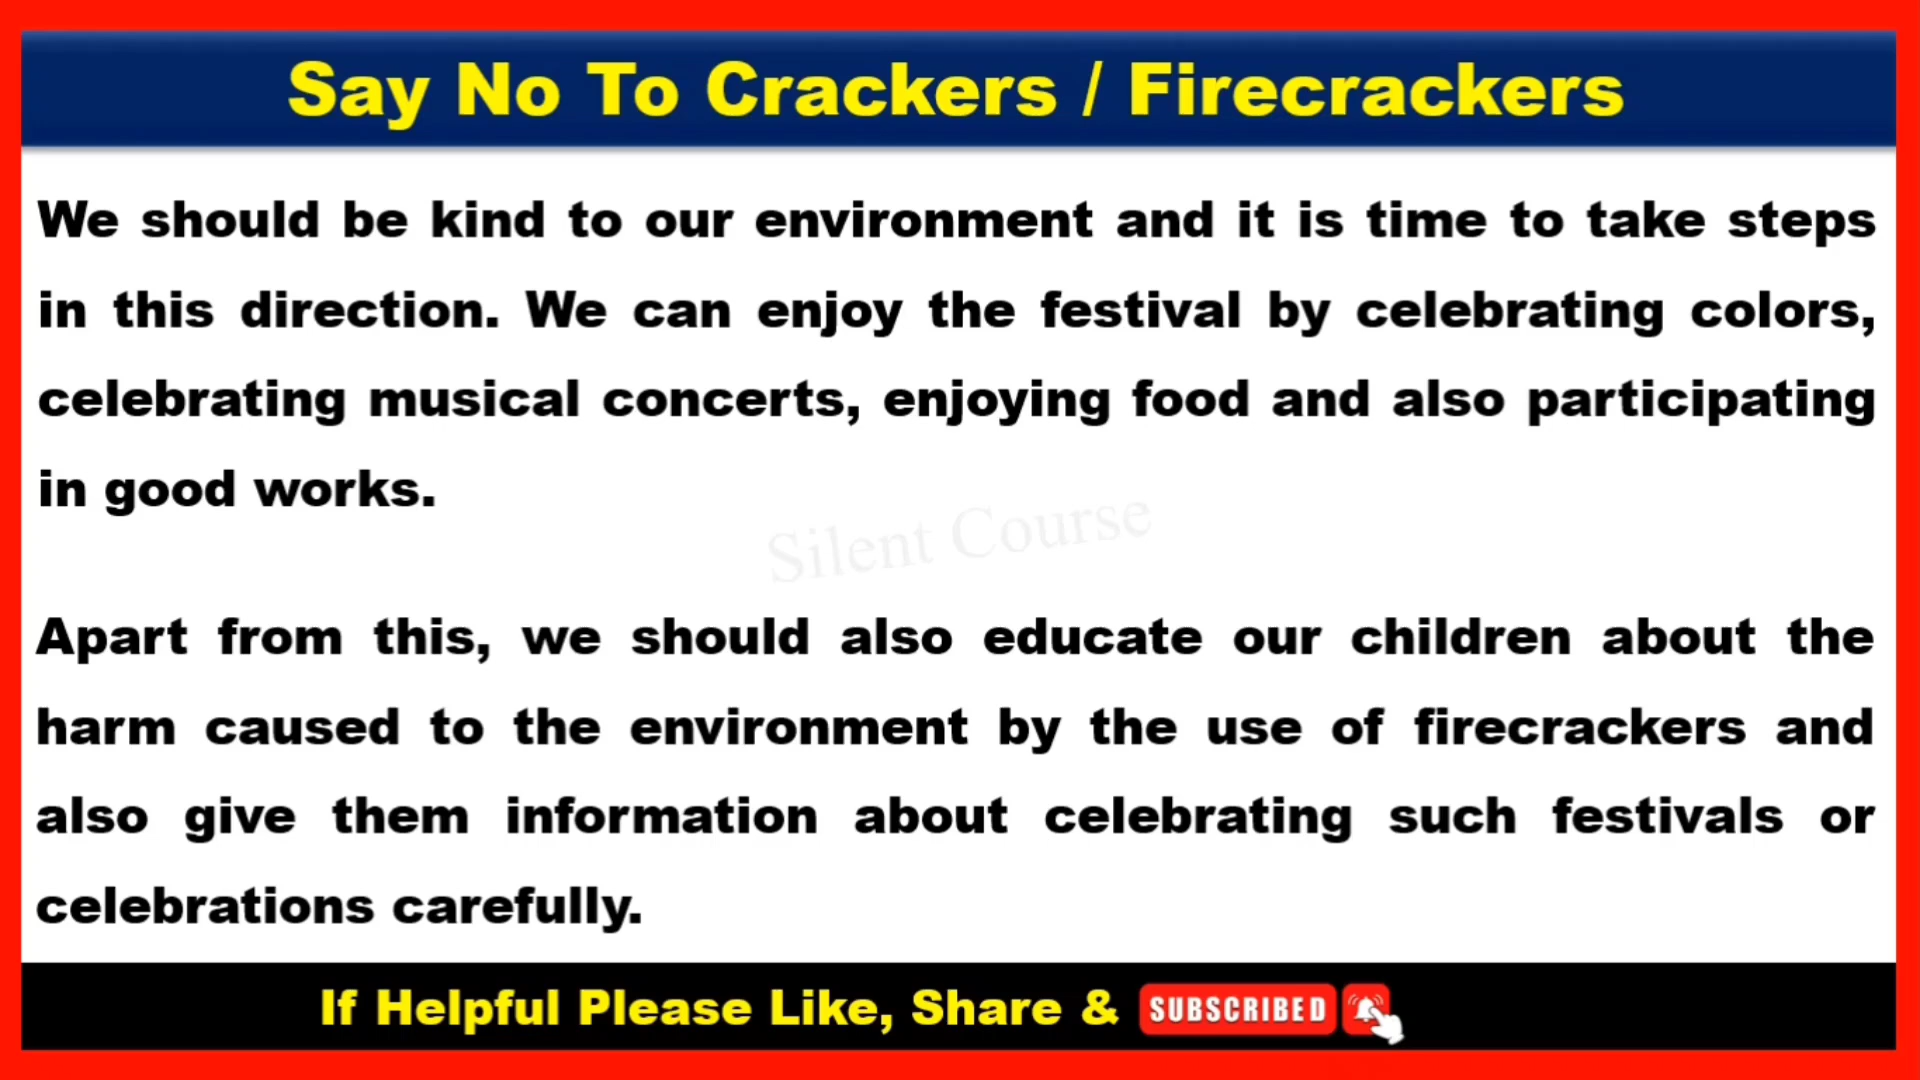 Say No To Crackers / Firecrackers
We should be kind to our environment and it is time to take steps
in this direction. We can enjoy the festival by celebrating colors,
celebrating musical concerts, enjoying food and also participating
in good works.
Silent Course
Apart from this, we should also educate our children about the
harm caused to the environment by the use of firecrackers and
also give them information about celebrating such festivals or
celebrations carefully.
If Helpful Please Like, Share & SUBSCRIBED